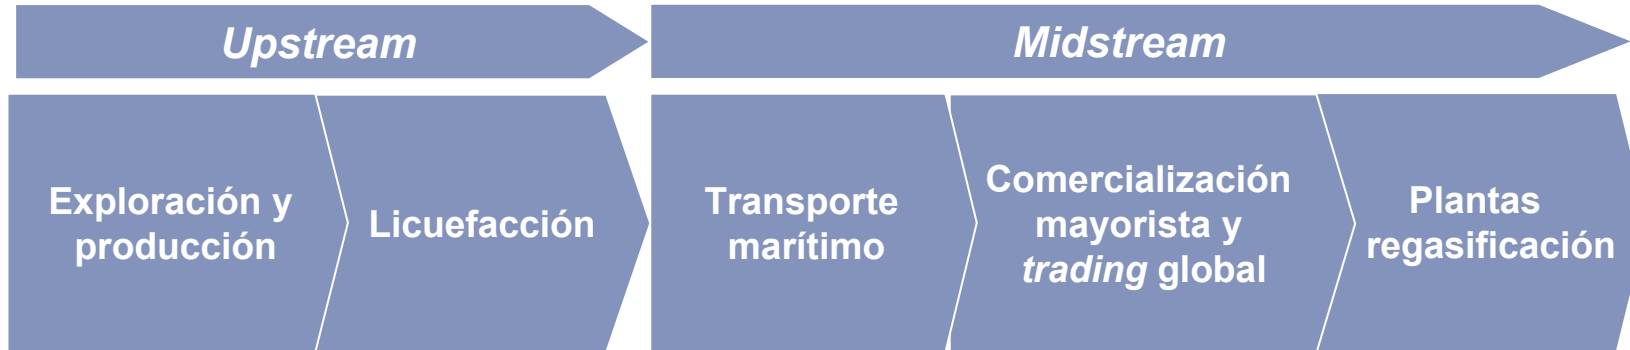 Upstream
Midstream
Exploración y
producción
Licuefacción
Transporte
marítimo
Comercialización
mayorista y
trading global
Plantas
regasificación